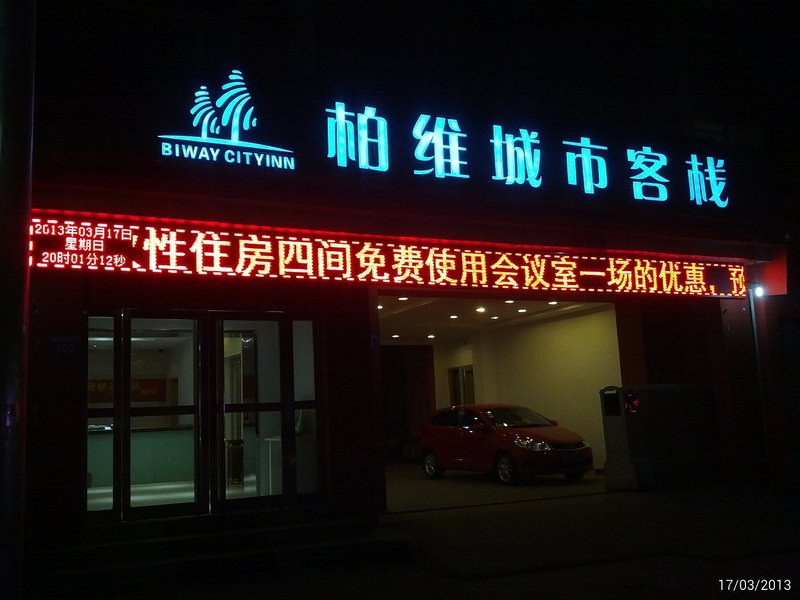 BIWAY CITYINN
柏维城市客栈
2013年03月17日
星期日
20时01分12秒
性住房四间免费使用会议室一场的优惠，预
17/03/2013